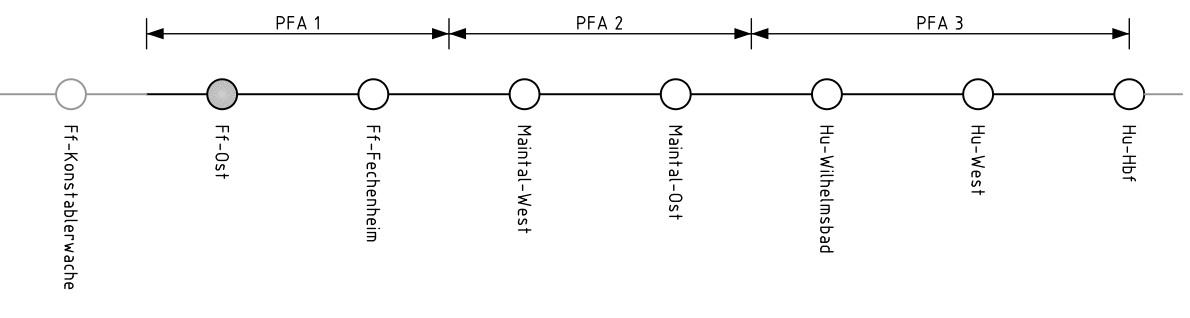 PFA 1
PFA 2
PFA 3
Ff-Konstablerwache
Ff-Ost
Ff-Fechenheim
Maintal-West
Maintal-Ost
Hu-Wilhelmsbad
Hu-West
Hu-Hbf